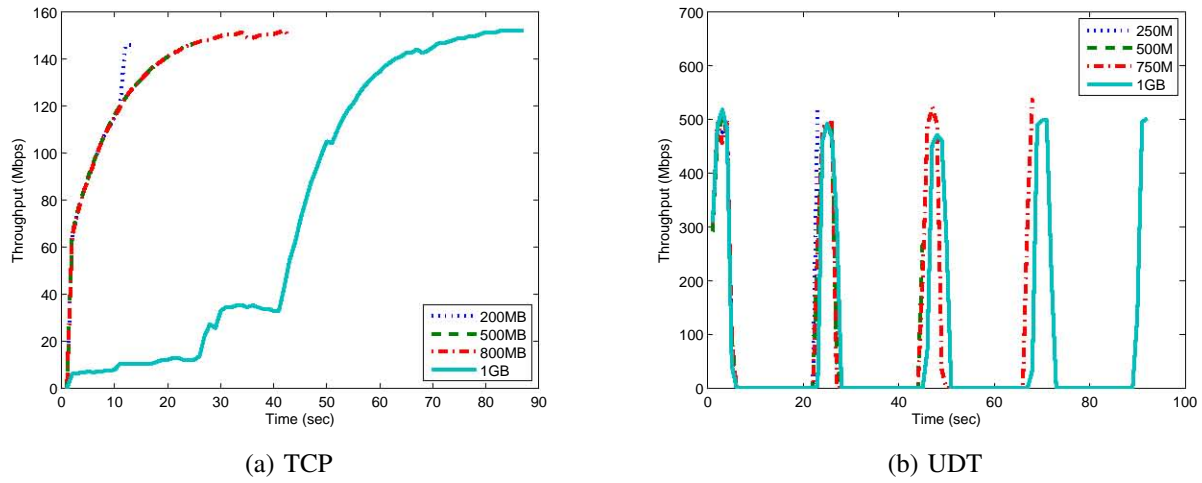 160
140
120
100
80
60
40
20
0
Throughput (Mbps)
0 10 20 30 40 50 60 70 80 90
Time (sec)
200MB
500MB
800MB
1GB
(a) TCP
700
600
500
400
300
200
100
0
Throughput (Mbps)
0 20 40 60 80 100
Time (sec)
250M
500M
750M
1GB
(b) UDT